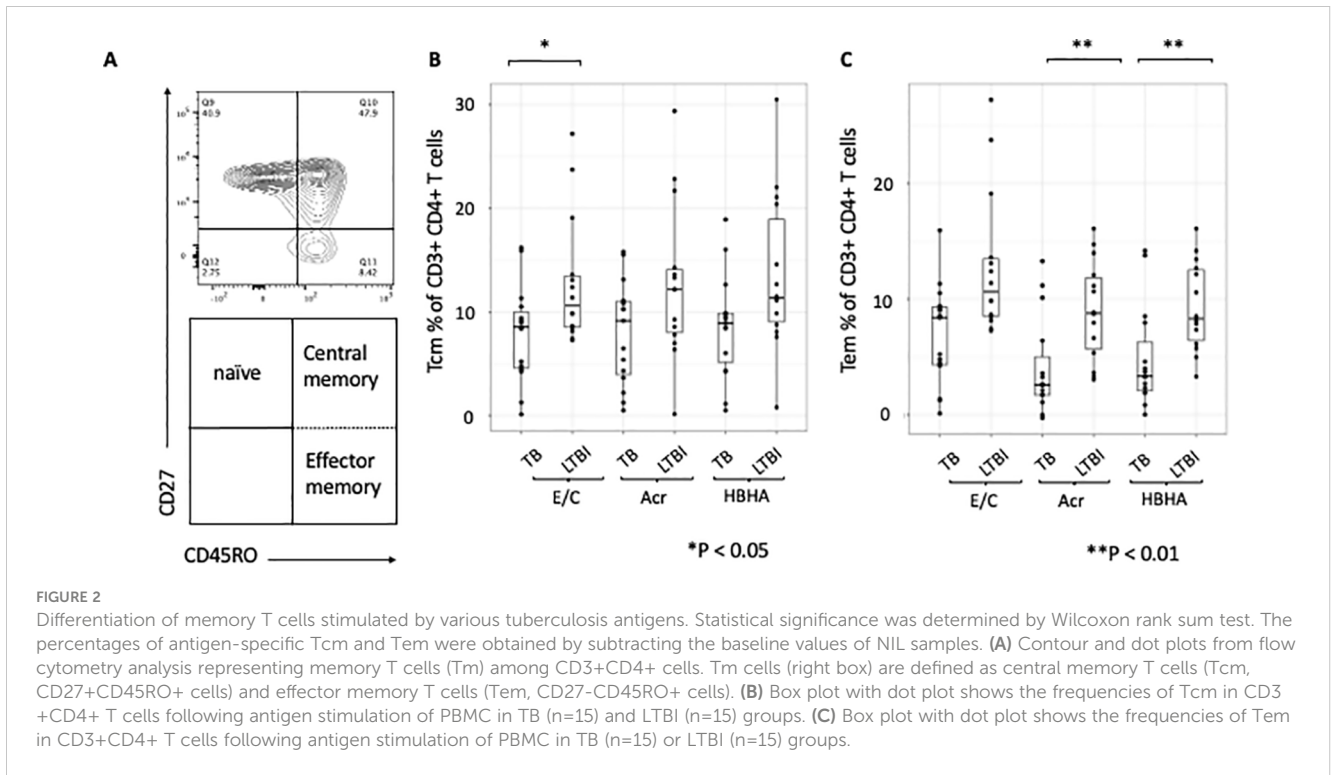 A
Q9
40.9
Q10
47.9
10⁵
10⁴
10³
0
Q12
2.75
Q11
8.42
-10² 0 10² 10³
naïve
Central
memory
Effector
memory
CD27
CD45RO
B
*
Tcm % of CD3+ CD4+ T cells
30
20
10
0
TB LTBI TB LTBI TB LTBI
E/C Acr HBHA
*P < 0.05
C
** **
Tem % of CD3+ CD4+ T cells
20
10
0
TB LTBI TB LTBI TB LTBI
E/C Acr HBHA
**P < 0.01
FIGURE 2
Differentiation of memory T cells stimulated by various tuberculosis antigens. Statistical significance was determined by Wilcoxon rank sum test. The
percentages of antigen-specific Tcm and Tem were obtained by subtracting the baseline values of NIL samples. (A) Contour and dot plots from flow
cytometry analysis representing memory T cells (Tm) among CD3+CD4+ cells. Tm cells (right box) are defined as central memory T cells (Tcm,
CD27+CD45RO+ cells) and effector memory T cells (Tem, CD27-CD45RO+ cells). (B) Box plot with dot plot shows the frequencies of Tcm in CD3
+CD4+ T cells following antigen stimulation of PBMC in TB (n=15) and LTBI (n=15) groups. (C) Box plot with dot plot shows the frequencies of Tem
in CD3+CD4+ T cells following antigen stimulation of PBMC in TB (n=15) or LTBI (n=15) groups.